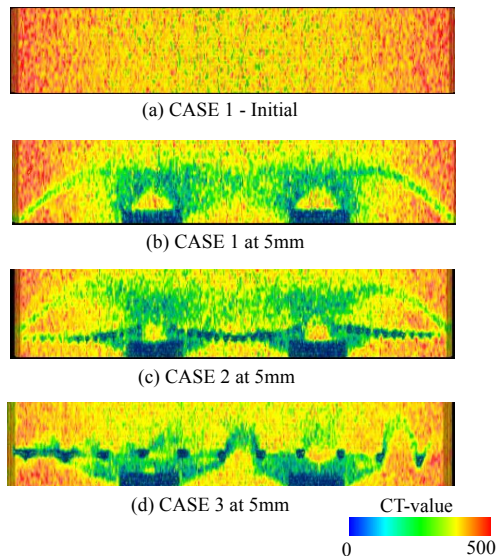 (a) CASE 1 - Initial
(b) CASE 1 at 5mm
(c) CASE 2 at 5mm
(d) CASE 3 at 5mm
CT-value
0 500